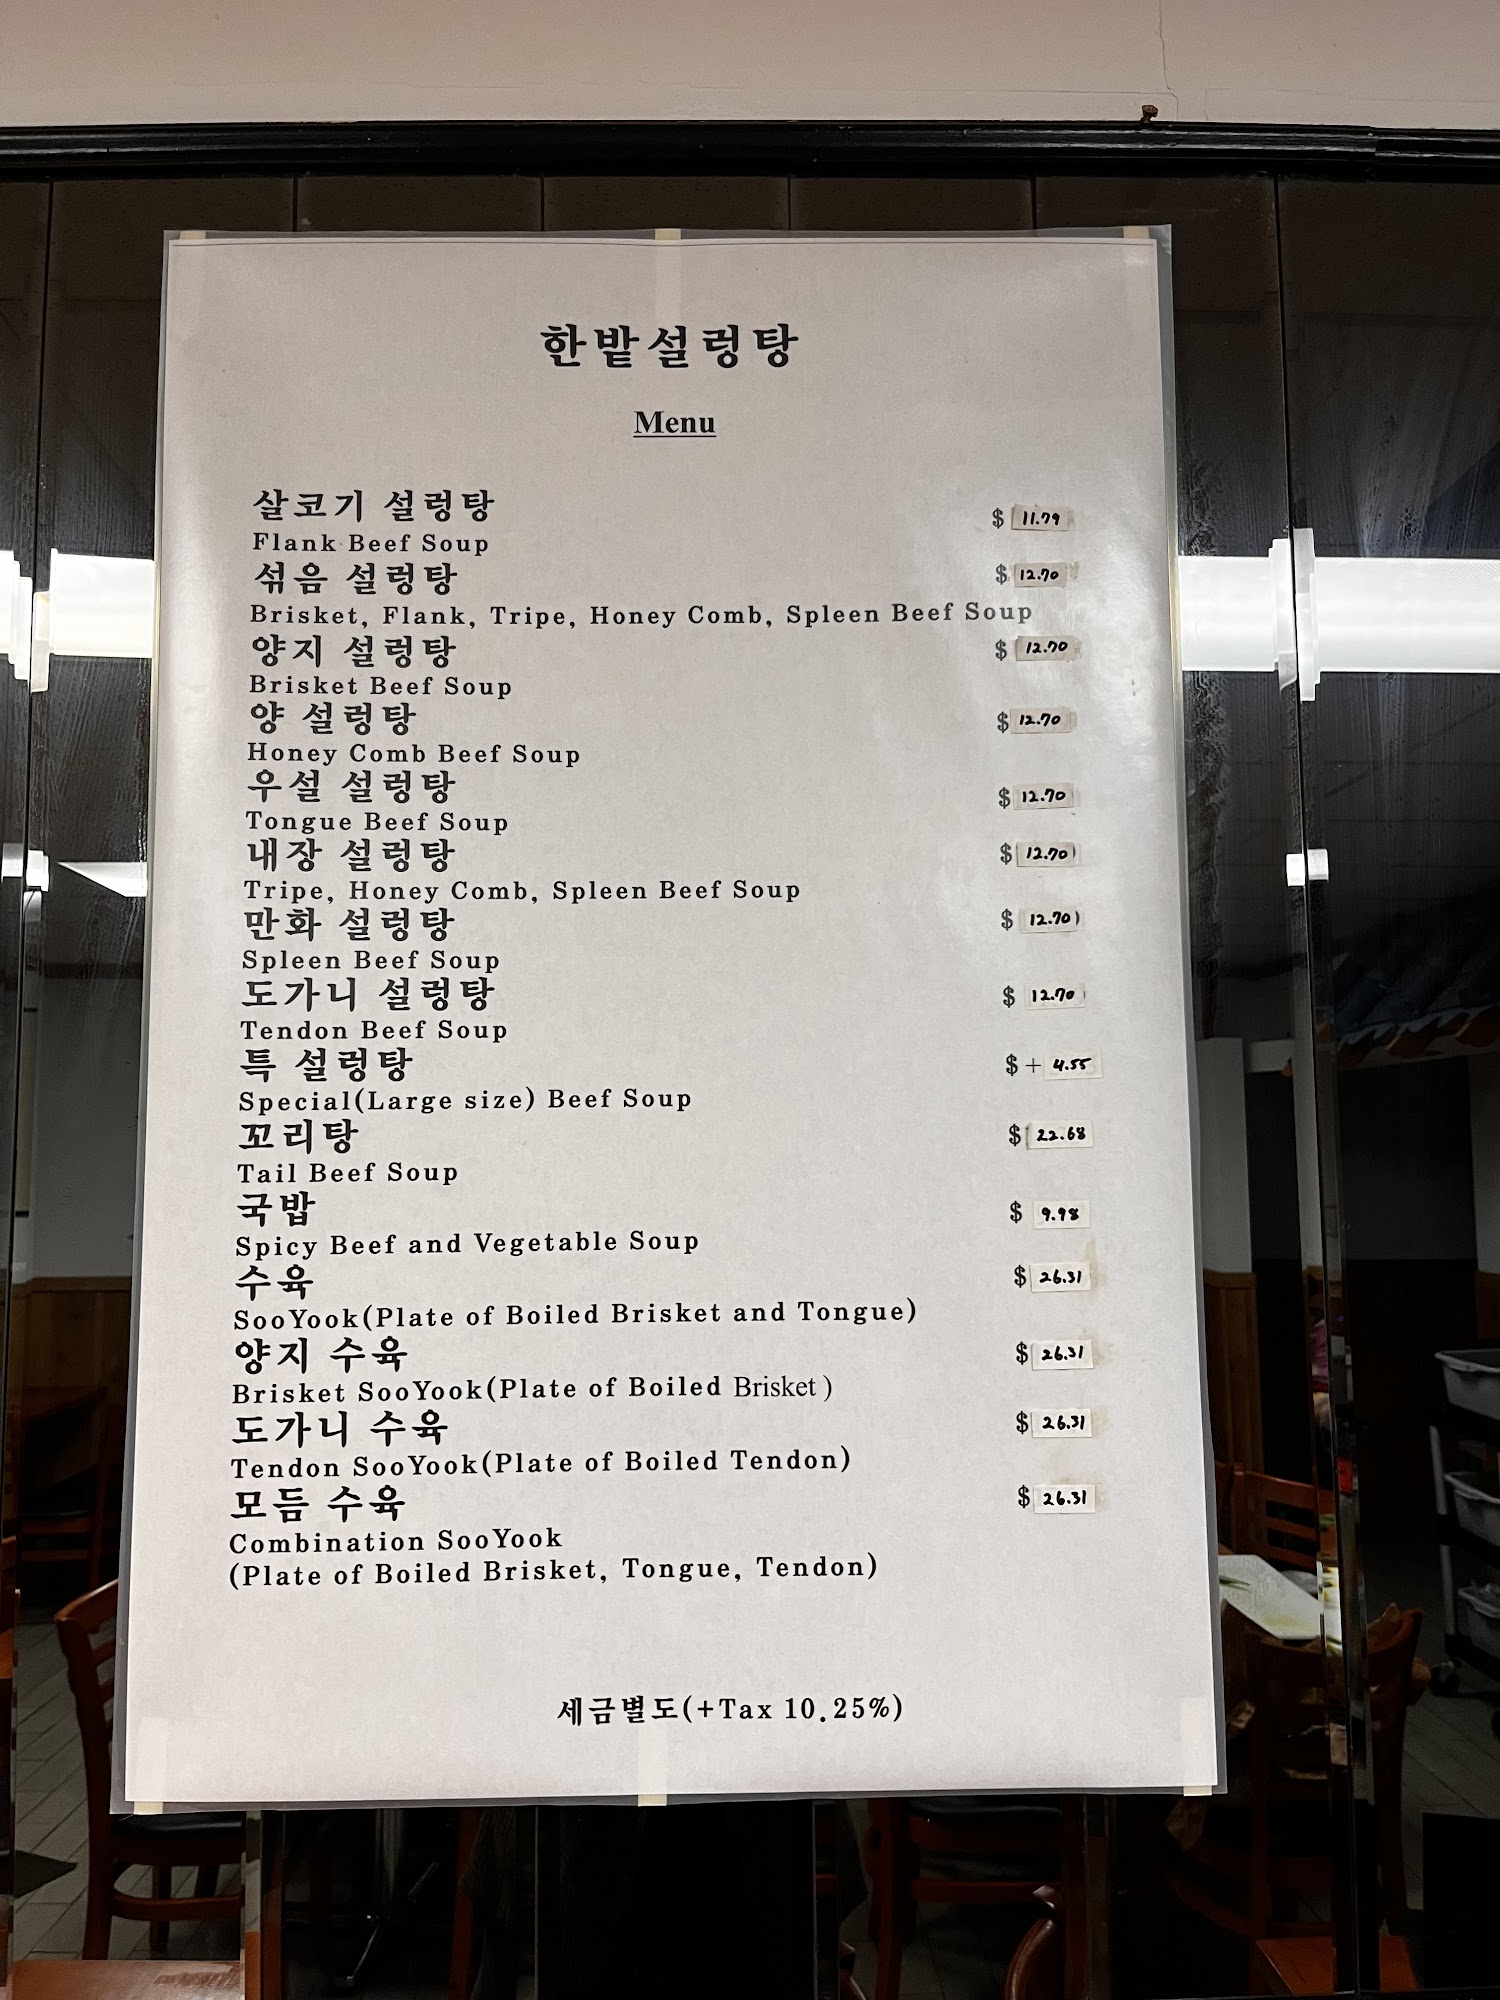 한밭설렁탕
Menu
살코기 설렁탕 $ 11.79
Flank Beef Soup
섞음 설렁탕 $ 12.70
Brisket, Flank, Tripe, Honey Comb, Spleen Beef Soup
양지 설렁탕 $ 12.70
Brisket Beef Soup
양 설렁탕 $ 12.70
Honey Comb Beef Soup
우설 설렁탕 $ 12.70
Tongue Beef Soup
내장 설렁탕 $ 12.70
Tripe, Honey Comb, Spleen Beef Soup
만화 설렁탕 $ 12.70
Spleen Beef Soup
도가니 설렁탕 $ 12.70
Tendon Beef Soup
특 설렁탕 $ + 4.55
Special(Large size) Beef Soup
꼬리탕 $ 22.68
Tail Beef Soup
국밥 $ 9.98
Spicy Beef and Vegetable Soup
수육 $ 26.31
SooYook(Plate of Boiled Brisket and Tongue)
양지 수육 $ 26.31
Brisket SooYook(Plate of Boiled Brisket )
도가니 수육 $ 26.31
Tendon SooYook(Plate of Boiled Tendon)
모듬 수육 $ 26.31
Combination SooYook
(Plate of Boiled Brisket, Tongue, Tendon)
세금별도(+Tax 10.25%)